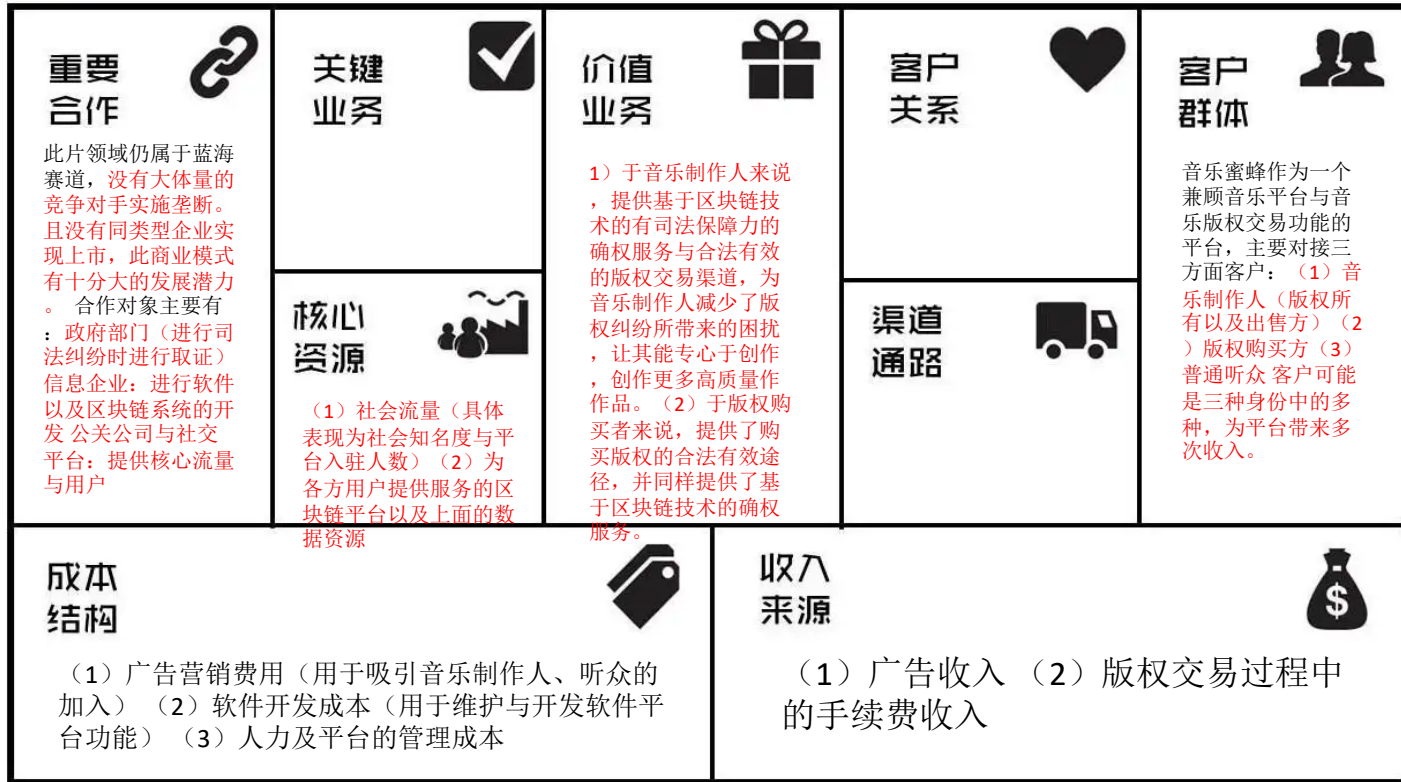 重要
合作
此片领域仍属于蓝海
赛道，没有大体量的
竞争对手实施垄断。
且没有同类型企业实
现上市，此商业模式
有十分大的发展潜力
。 合作对象主要有
：政府部门（进行司
法纠纷时进行取证）
信息企业：进行软件
以及区块链系统的开
发 公关公司与社交
平台：提供核心流量
与用户
关键
业务
核心
资源
（1）社会流量（具体
表现为社会知名度与平
台入驻人数）（2）为
各方用户提供服务的区
块链平台以及上面的数
据资源
价值
业务
1）于音乐制作人来说
，提供基于区块链技
术的有司法保障力的
确权服务与合法有效
的版权交易渠道，为
音乐制作人减少了版
权纠纷所带来的困扰
，让其能专心于创作
，创作更多高质量作
作品。（2）于版权购
买者来说，提供了购
买版权的合法有效途
径，并同样提供了基
于区块链技术的确权
服务。
客户
关系
渠道
通路
客户
群体
音乐蜜蜂作为一个
兼顾音乐平台与音
乐版权交易功能的
平台，主要对接三
方面客户：（1）音
乐制作人（版权所
有以及出售方）（2
）版权购买方（3）
普通听众 客户可能
是三种身份中的多
种，为平台带来多
次收入。
成本
结构
（1）广告营销费用（用于吸引音乐制作人、听众的
加入） （2）软件开发成本（用于维护与开发软件平
台功能） （3）人力及平台的管理成本
收入
来源
$
（1）广告收入 （2）版权交易过程中
的手续费收入